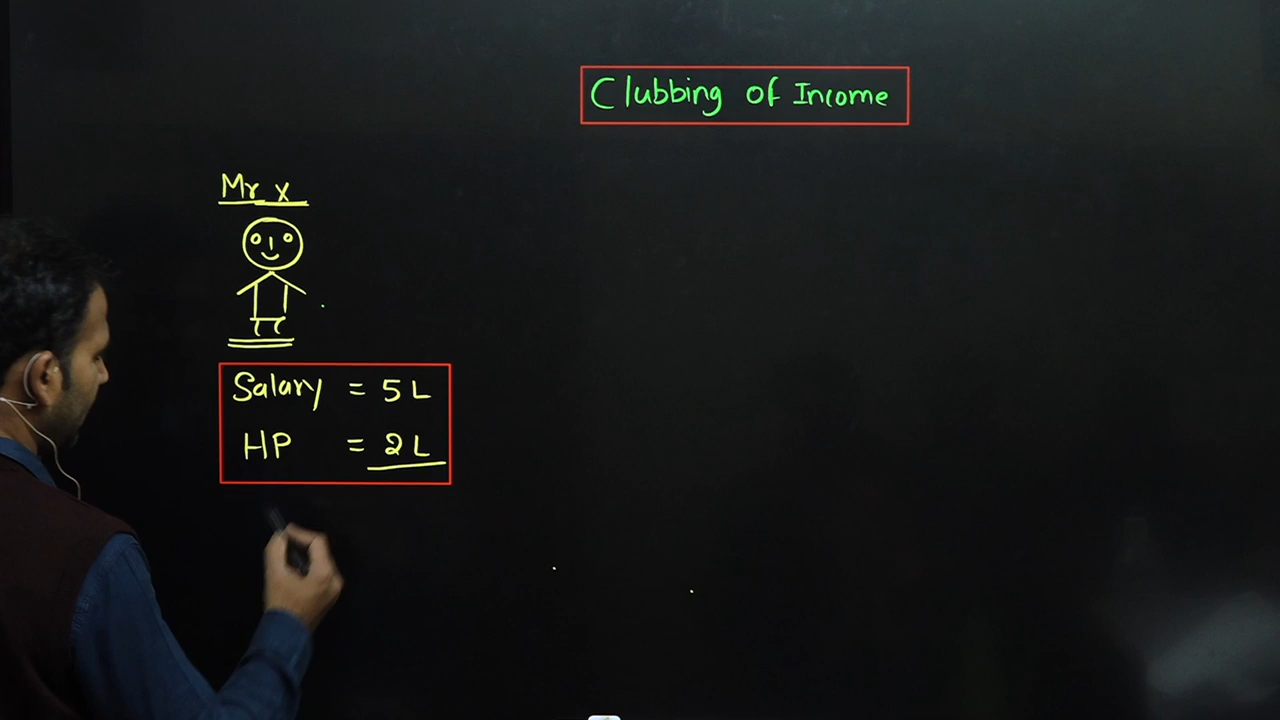 Clubbing of Income
Mr X
Salary = 5 L
HP = 2 L